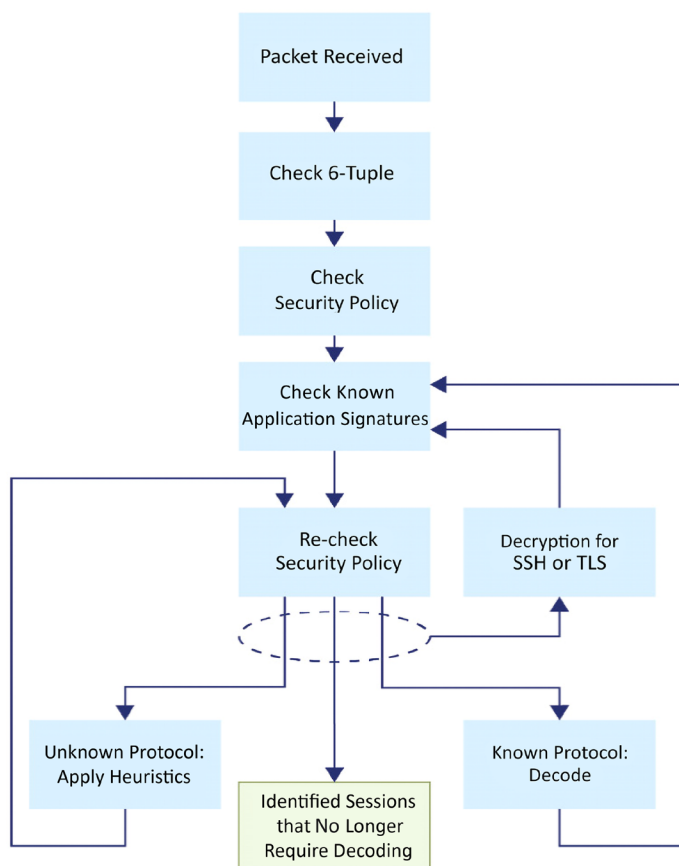 Packet Received
Check 6-Tuple
Check
Security Policy
Check Known
Application Signatures
Re-check
Security Policy
Decryption for
SSH or TLS
Unknown Protocol:
Apply Heuristics
Known Protocol:
Decode
Identified Sessions
that No Longer
Require Decoding